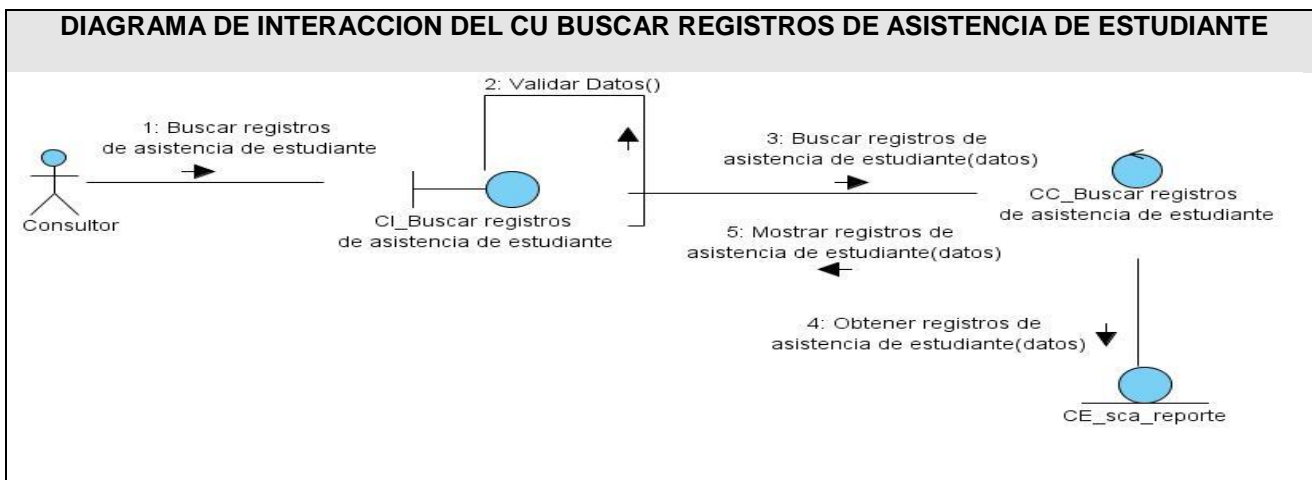 DIAGRAMA DE INTERACCION DEL CU BUSCAR REGISTROS DE ASISTENCIA DE ESTUDIANTE
2: Validar Datos()
1: Buscar registros
de asistencia de estudiante
3: Buscar registros de
asistencia de estudiante(datos)
Consultor
CI_Buscar registros
de asistencia de estudiante
CC_Buscar registros
de asistencia de estudiante
5: Mostrar registros de
asistencia de estudiante(datos)
4: Obtener registros de
asistencia de estudiante(datos)
CE_sca_reporte